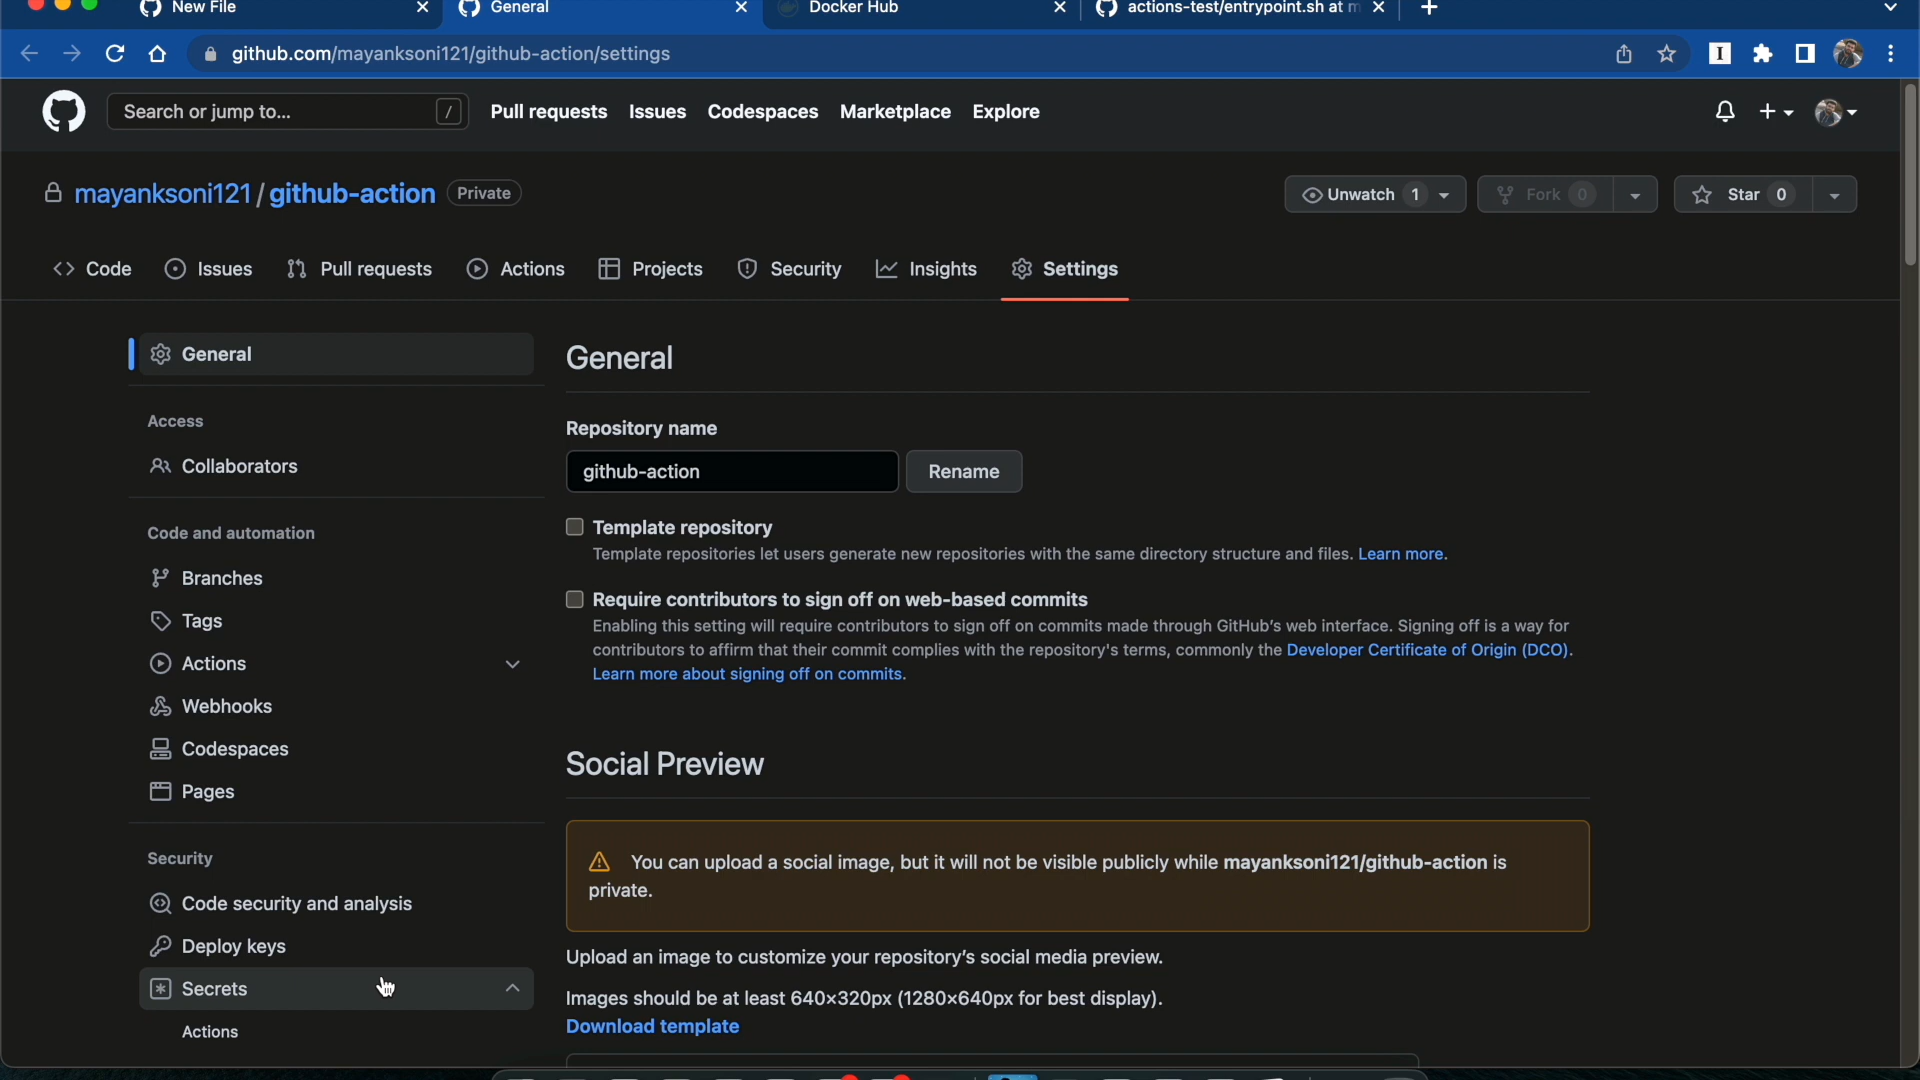 New File
General
Docker Hub
actions-test/entrypoint.sh at m
github.com/mayanksoni121/github-action/settings
Search or jump to...
/
Pull requests
Issues
Codespaces
Marketplace
Explore
mayanksoni121/github-action
Private
Unwatch 1
Fork 0
Star 0
Code
Issues
Pull requests
Actions
Projects
Security
Insights
Settings
General
Access
Collaborators
Code and automation
Branches
Tags
Actions
Webhooks
Codespaces
Pages
Security
Code security and analysis
Deploy keys
Secrets
Actions
General
Repository name
github-action
Rename
Template repository
Template repositories let users generate new repositories with the same directory structure and files. Learn more.
Require contributors to sign off on web-based commits
Enabling this setting will require contributors to sign off on commits made through GitHub's web interface. Signing off is a way for
contributors to affirm that their commit complies with the repository's terms, commonly the Developer Certificate of Origin (DCO).
Learn more about signing off on commits.
Social Preview
You can upload a social image, but it will not be visible publicly while mayanksoni121/github-action is
private.
Upload an image to customize your repository's social media preview.
Images should be at least 640×320px (1280×640px for best display).
Download template